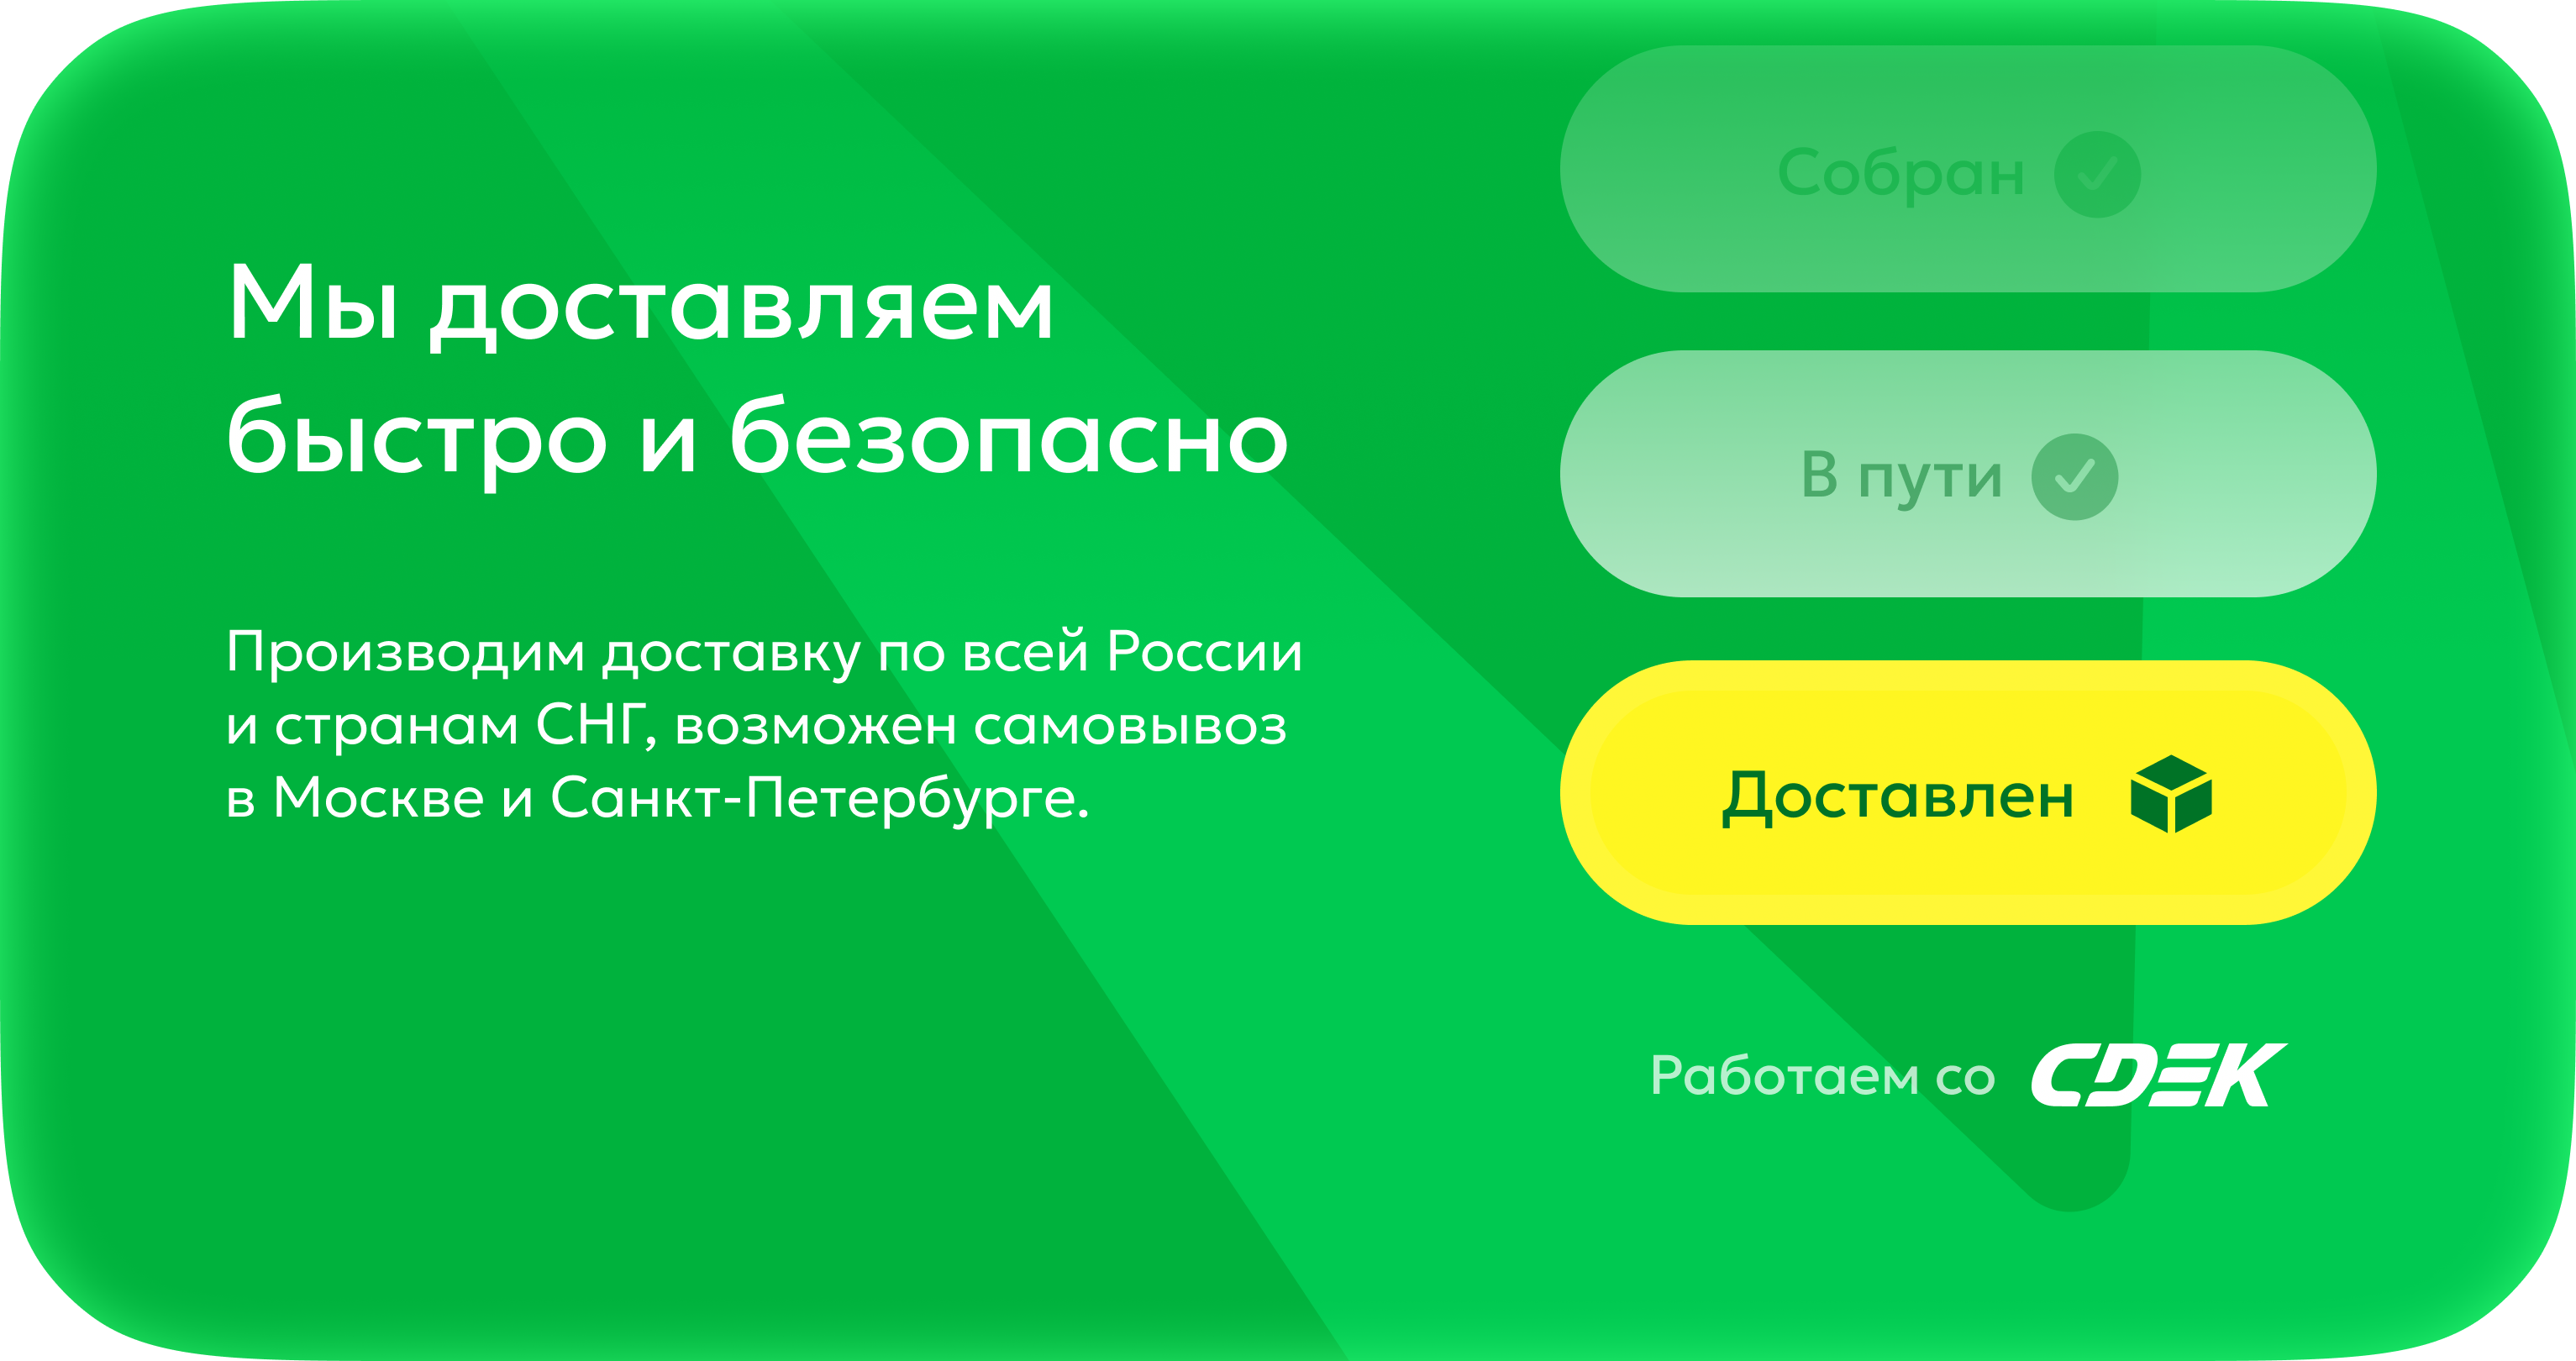 Мы доставляем
быстро и безопасно
Производим доставку по всей России
и странам СНГ, возможен самовывоз
в Москве и Санкт-Петербурге.
Собран
В пути
Доставлен
Работаем со CDEK